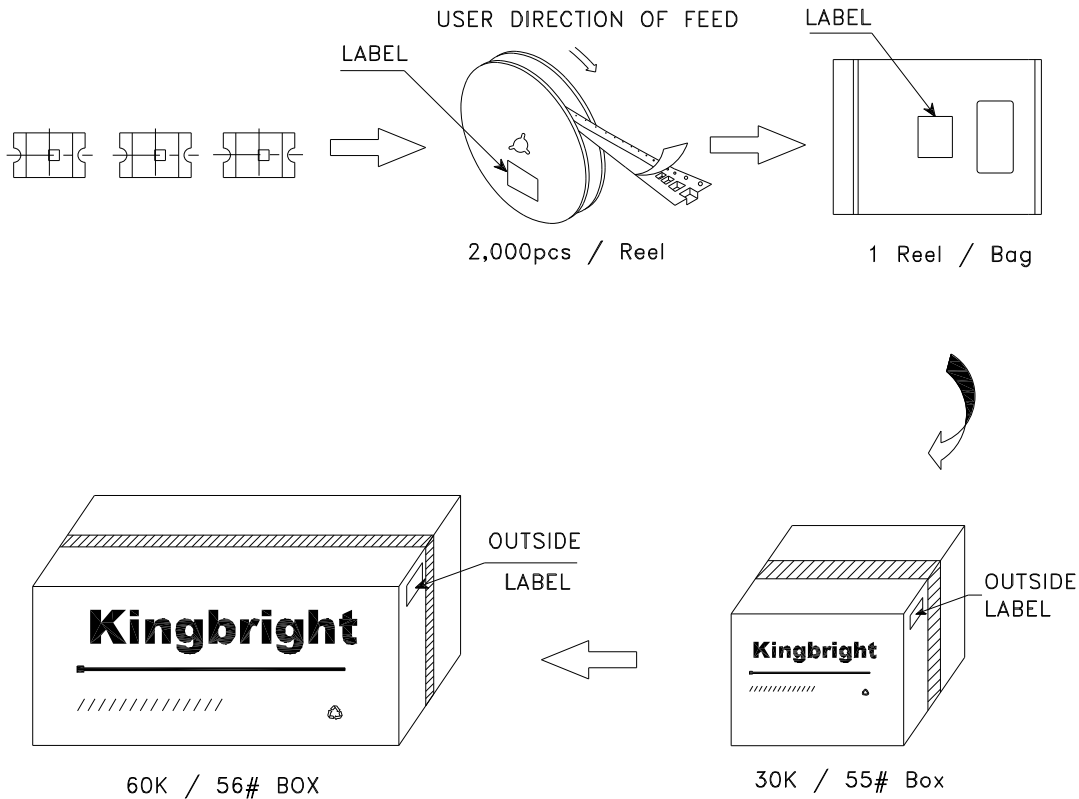 USER DIRECTION OF FEED
LABEL
LABEL
2,000pcs / Reel
1 Reel / Bag
OUTSIDE
LABEL
Kingbright
60K / 56# BOX
OUTSIDE
LABEL
Kingbright
30K / 55# Box